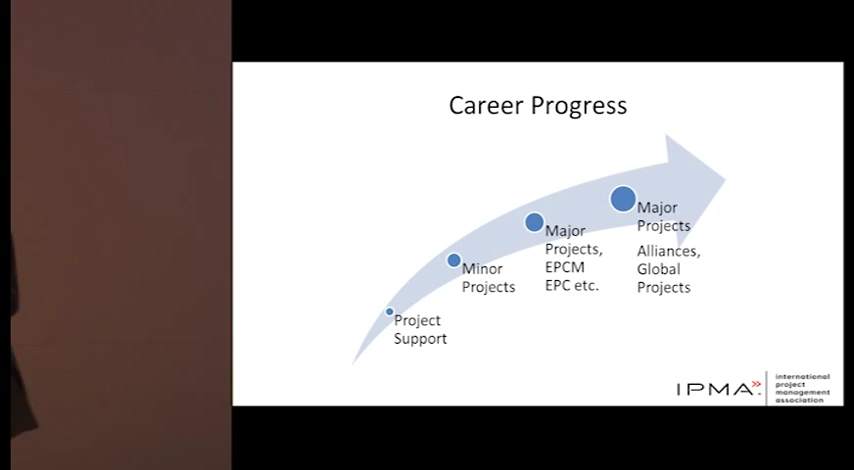 Career Progress
Project
Support
Minor
Projects
Major
Projects,
EPCM
EPC etc.
Major
Projects
Alliances,
Global
Projects
IPMA
international
project
management
association